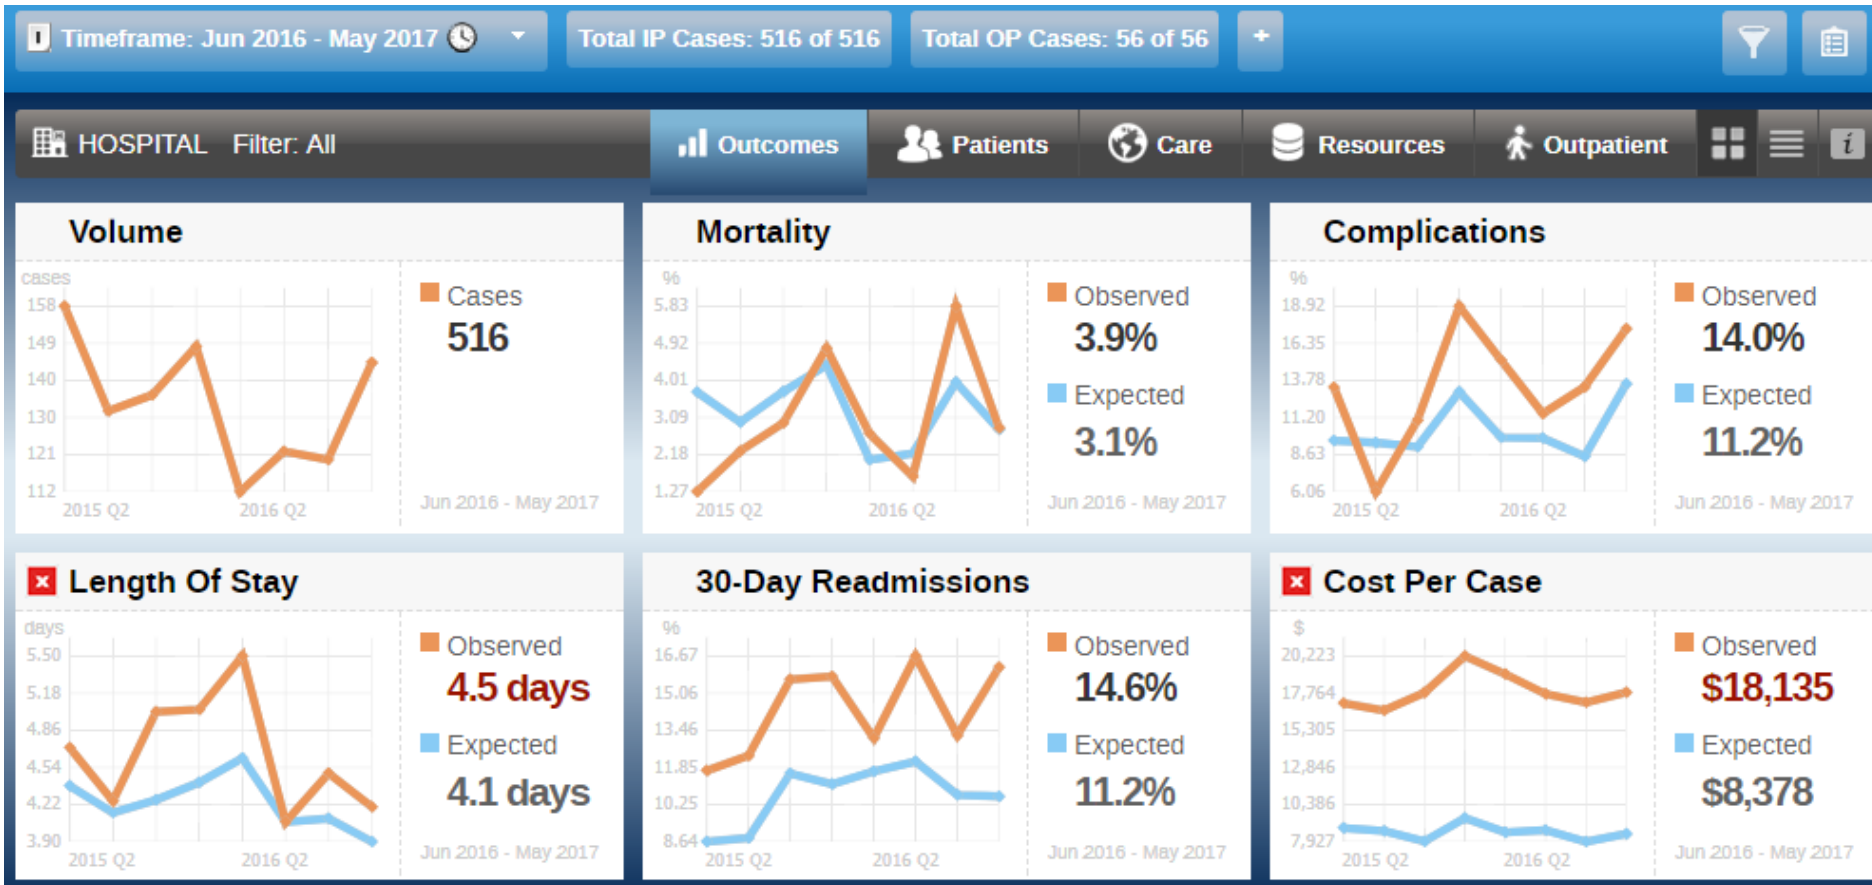 Timeframe: Jun 2016 - May 2017
Total IP Cases: 516 of 516
Total OP Cases: 56 of 56
+
HOSPITAL Filter: All
Outcomes
Patients
Care
Resources
Outpatient
i
Volume
cases
158
149
140
130
121
112
2015 Q2
2016 Q2
Cases
516
Jun 2016 - May 2017
Mortality
%
5.83
4.92
4.01
3.09
2.18
1.27
2015 Q2
2016 Q2
Observed
3.9%
Expected
3.1%
Jun 2016 - May 2017
Complications
%
18.92
16.35
13.78
11.20
8.63
6.06
2015 Q2
2016 Q2
Observed
14.0%
Expected
11.2%
Jun 2016 - May 2017
Length Of Stay
days
5.50
5.18
4.86
4.54
4.22
3.90
2015 Q2
2016 Q2
Observed
4.5 days
Expected
4.1 days
Jun 2016 - May 2017
30-Day Readmissions
%
16.67
15.06
13.46
11.85
10.25
8.64
2015 Q2
2016 Q2
Observed
14.6%
Expected
11.2%
Jun 2016 - May 2017
Cost Per Case
$
20,223
17,764
15,305
12,846
10,386
7,927
2015 Q2
2016 Q2
Observed
$18,135
Expected
$8,378
Jun 2016 - May 2017